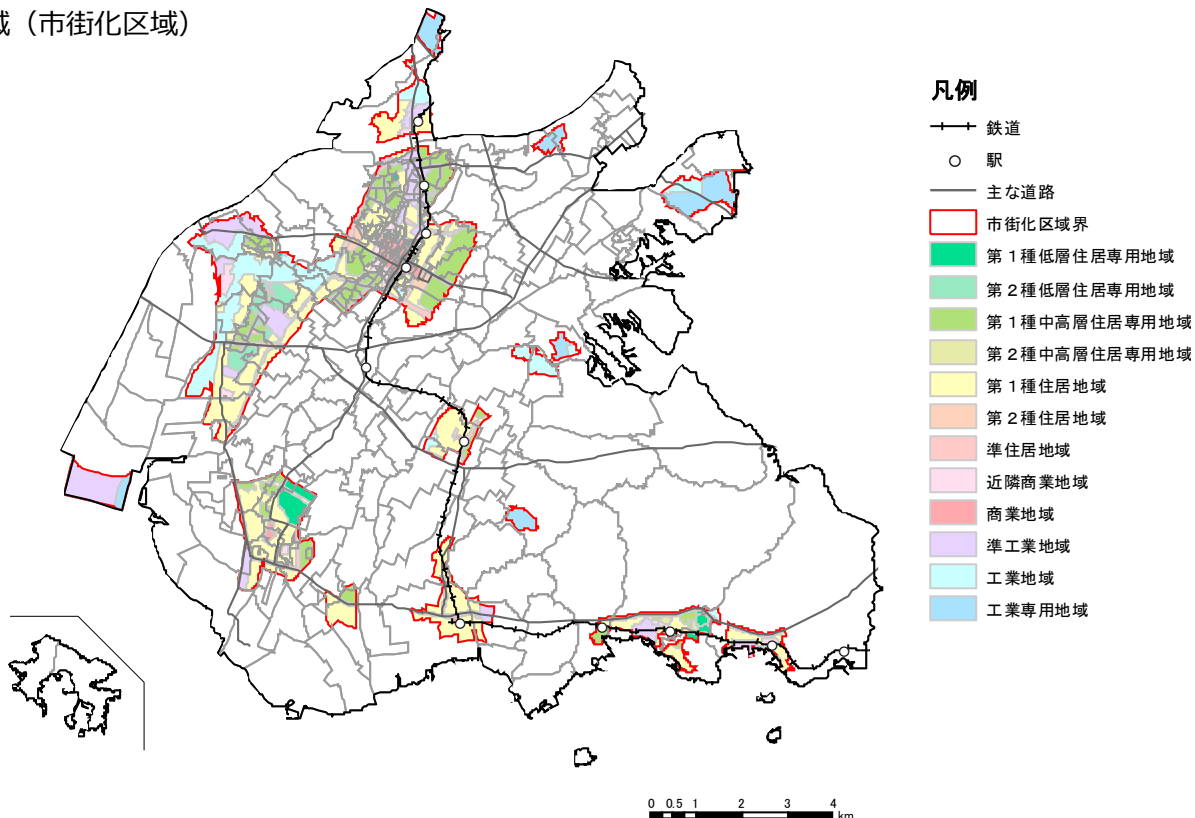 域（市街化区域）
凡例
鉄道
駅
主な道路
市街化区域界
第１種低層住居専用地域
第２種低層住居専用地域
第１種中高層住居専用地域
第２種中高層住居専用地域
第１種住居地域
第２種住居地域
準住居地域
近隣商業地域
商業地域
準工業地域
工業地域
工業専用地域
0 0.5 1 2 3 4
km